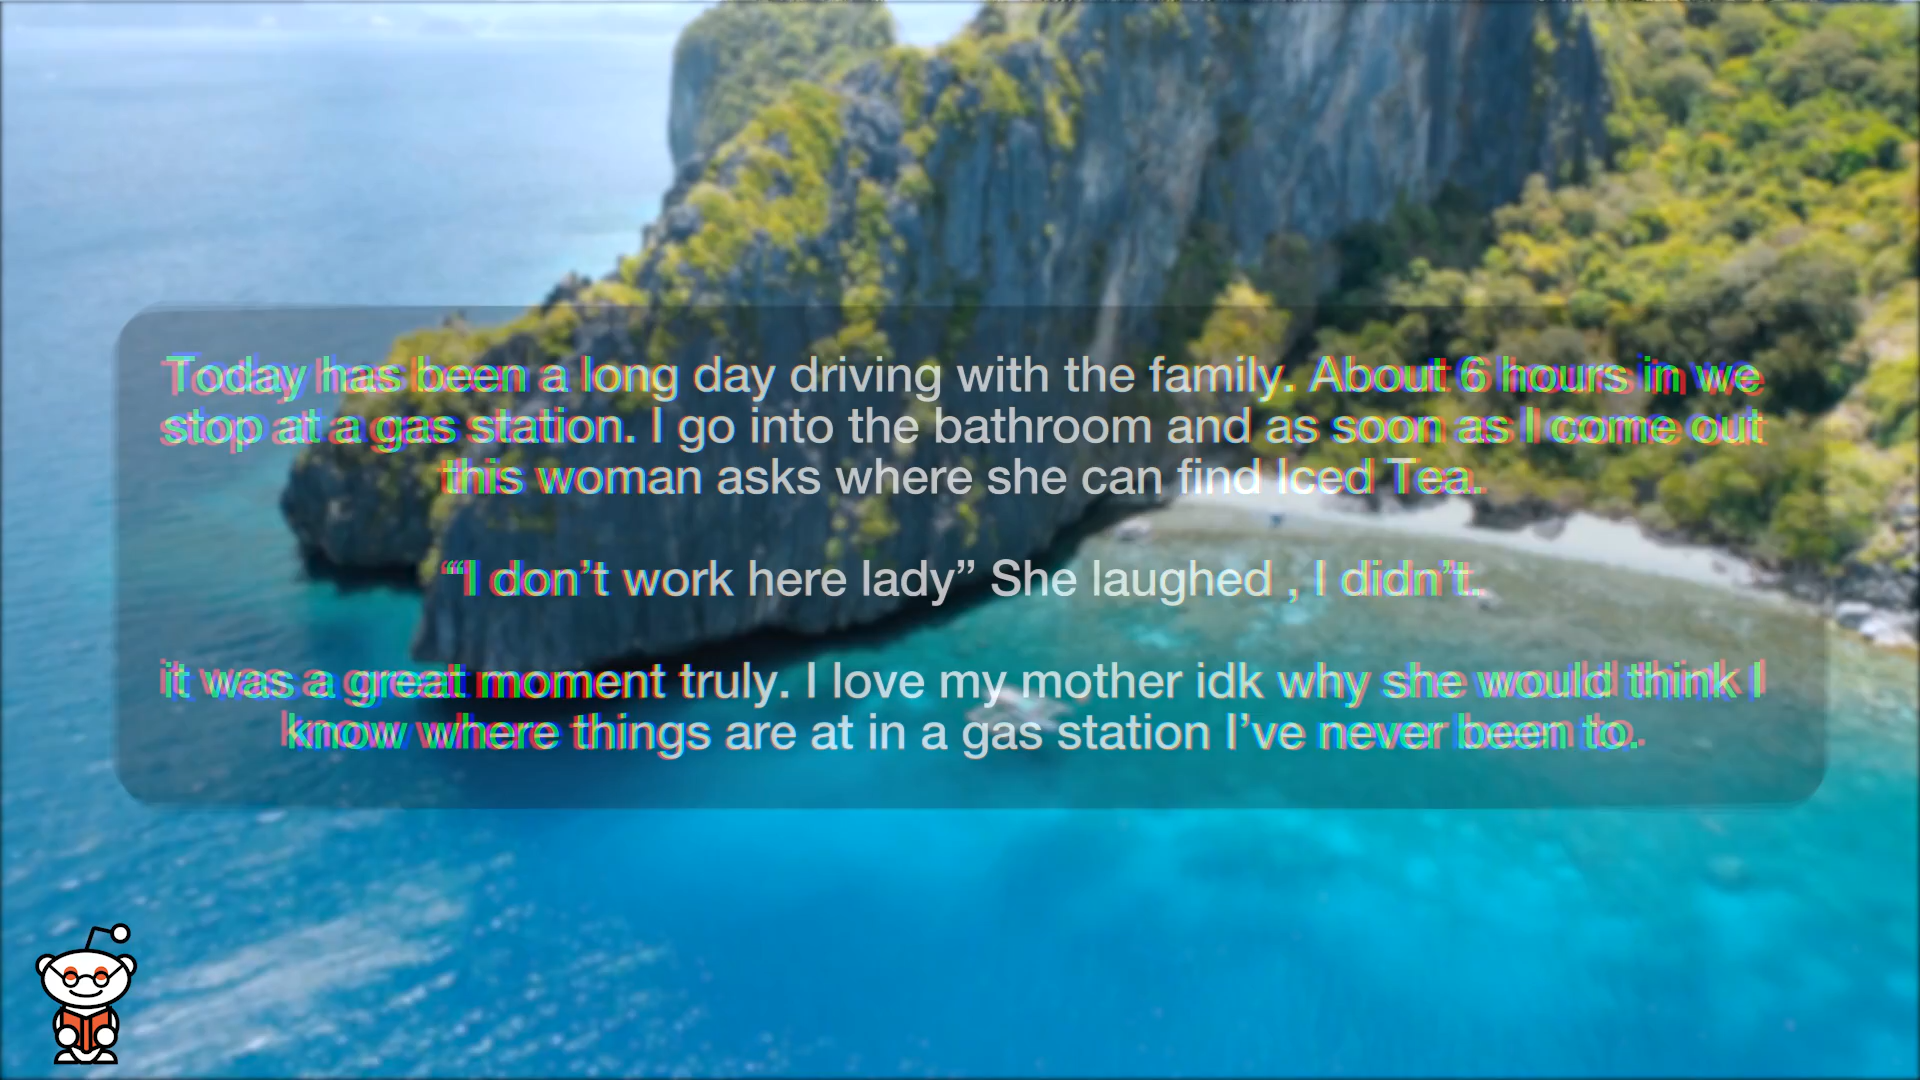 Today has been a long day driving with the family. About 6 hours in we
stop at a gas station. I go into the bathroom and as soon as I come out
this woman asks where she can find Iced Tea.
“I don’t work here lady” She laughed , I didn’t.
it was a great moment truly. I love my mother idk why she would think I
know where things are at in a gas station I’ve never been to.